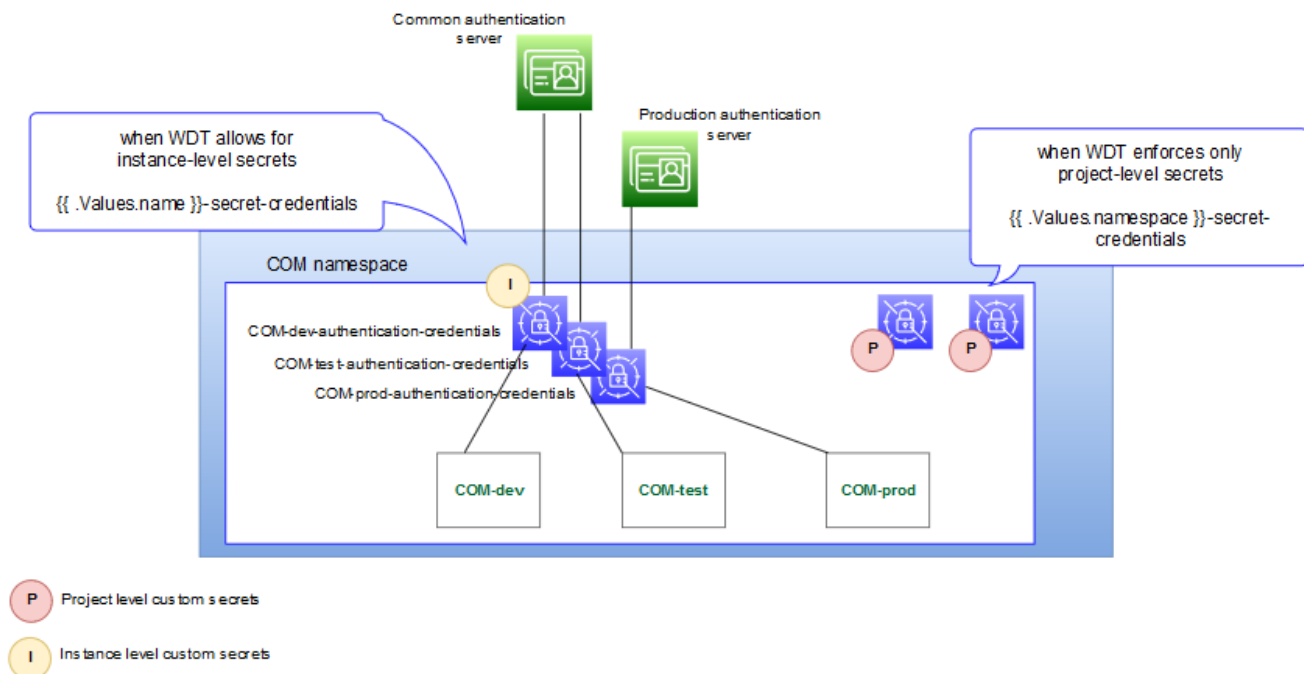 Common authentication
server
Production authentication
server
when WDT allows for
instance-level secrets
{{ .Values.name }}-secret-credentials
when WDT enforces only
project-level secrets
{{ .Values.namespace }}-secret-
credentials
COM namespace
I
COM-dev-authentication-credentials
COM-test-authentication-credentials
COM-prod-authentication-credentials
P
P
COM-dev
COM-test
COM-prod
P
Project level custom secrets
I
Instance level custom secrets